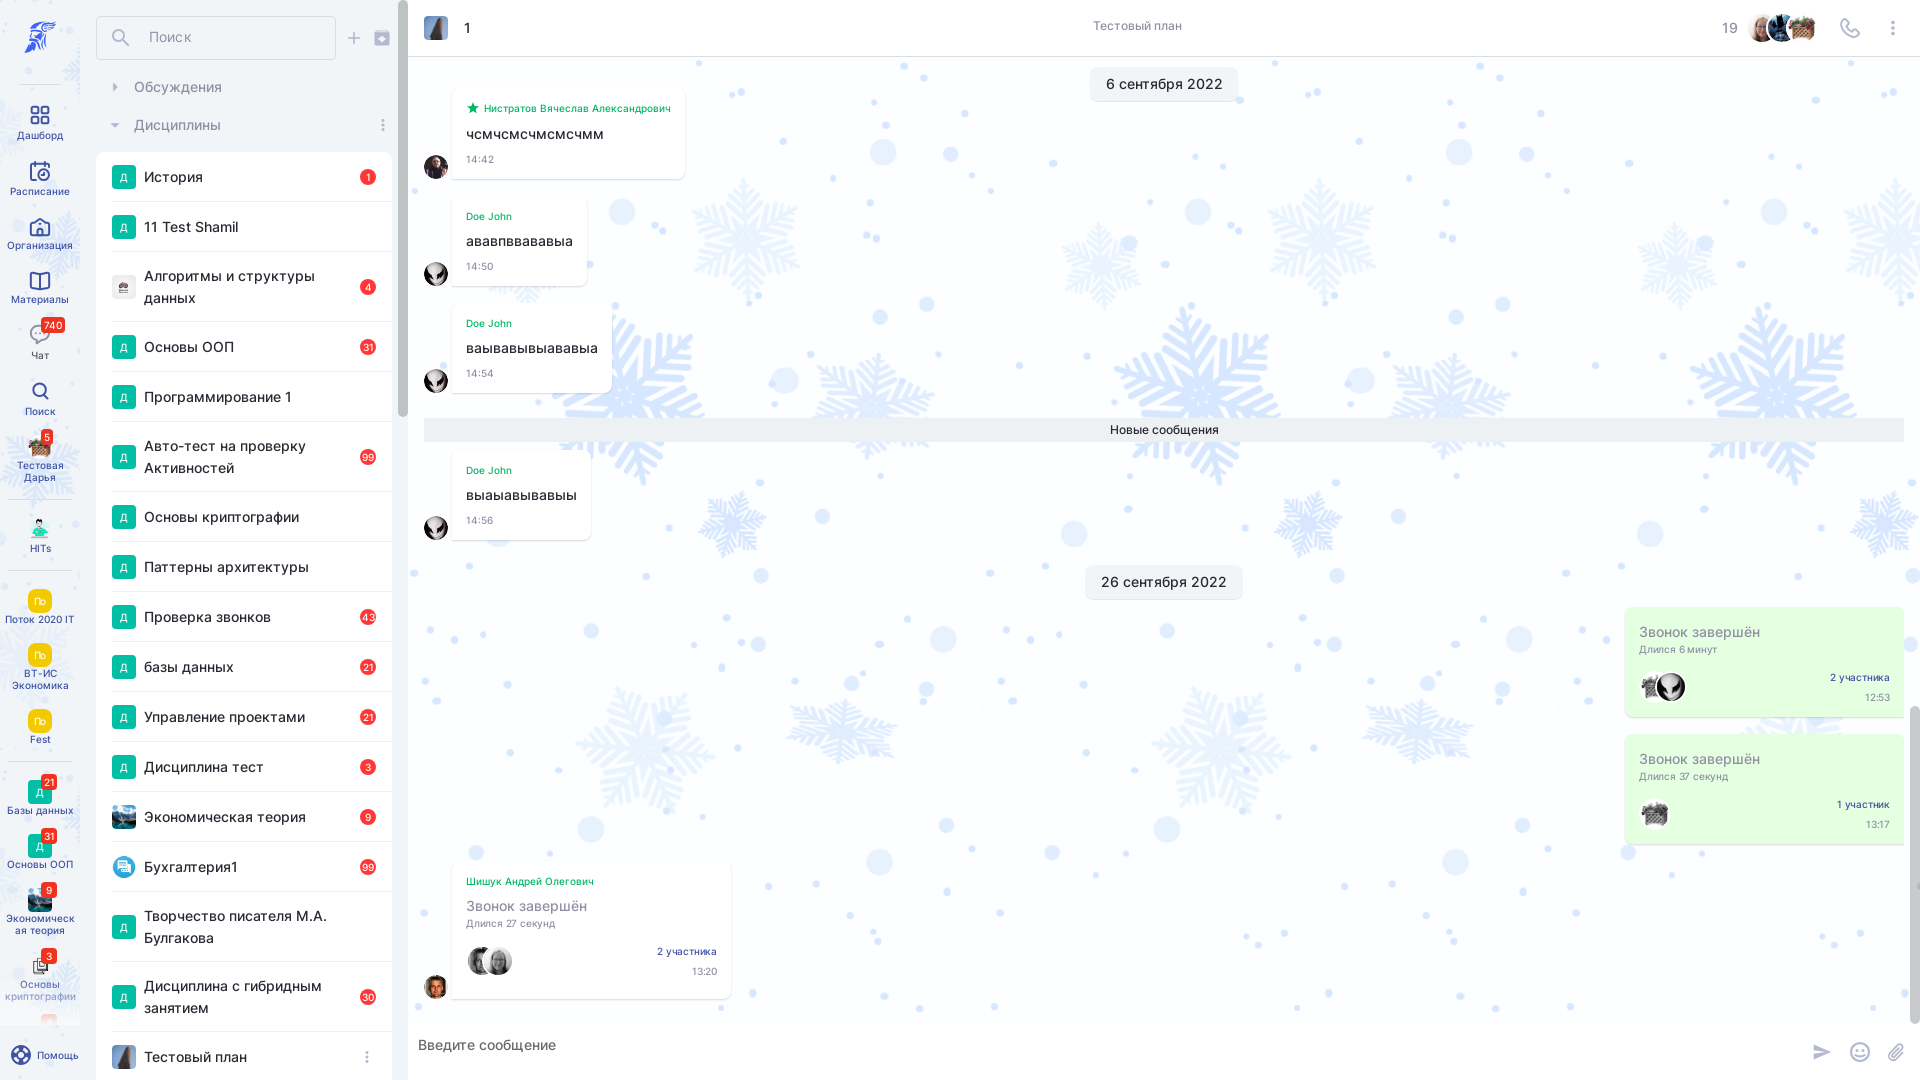 Дашборд
Расписание
Организация
Материалы
740
Чат
Поиск
5
Тестовая
Дарья
HITs
По
Поток 2020 IT
По
ВТ-ИС
Экономика
По
Fest
21
Д
Базы данных
31
Д
Основы ООП
9
Экономическ
ая теория
3
Основы
криптографии
Помощь
Поиск
Обсуждения
Дисциплины
Д
История
1
Д
11 Test Shamil
Алгоритмы и структуры
данных
4
Д
Основы ООП
31
Д
Программирование 1
Д
Авто-тест на проверку
Активностей
99
Д
Основы криптографии
Д
Паттерны архитектуры
Д
Проверка звонков
43
Д
базы данных
21
Д
Управление проектами
21
Д
Дисциплина тест
3
Экономическая теория
9
Бухгалтерия1
99
Д
Творчество писателя М.А.
Булгакова
Д
Дисциплина с гибридным
занятием
30
Тестовый план
1
Тестовый план
19
6 сентября 2022
Нистратов Вячеслав Александрович
чсмчсмсчмсмсчмм
14:42
Doe John
ававпввававыа
14:50
Doe John
ваывавывыававыа
14:54
Новые сообщения
Doe John
выаыавывавыы
14:56
26 сентября 2022
Звонок завершён
Длился 6 минут
2 участника
12:53
Звонок завершён
Длился 37 секунд
1 участник
13:17
Шишук Андрей Олегович
Звонок завершён
Длился 27 секунд
2 участника
13:20
Введите сообщение